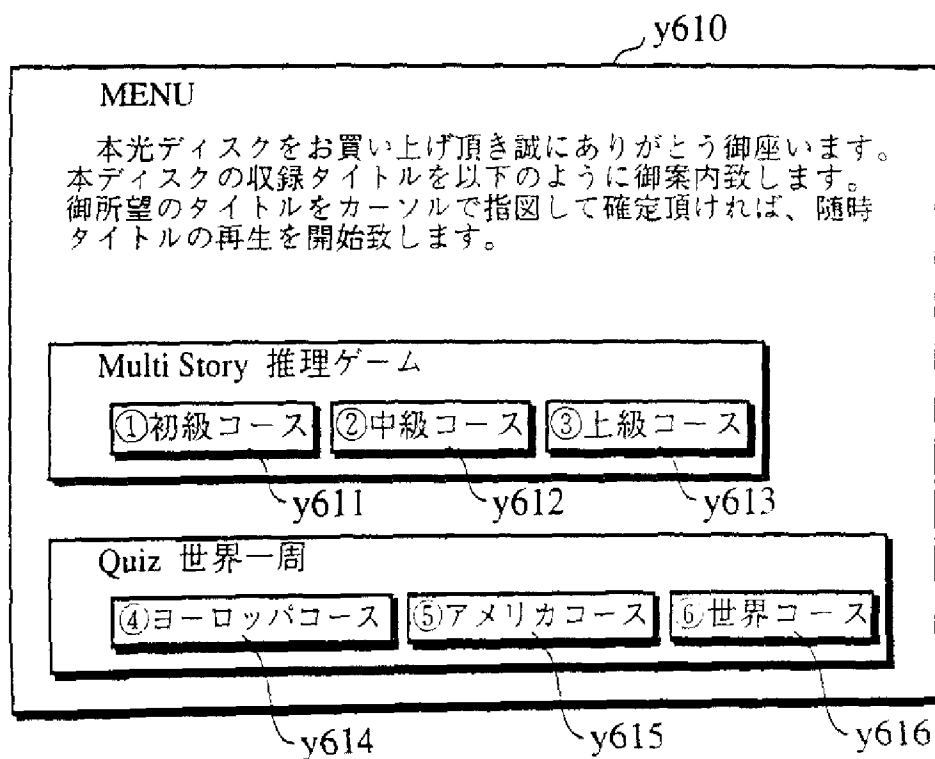 y610
MENU
本光ディスクをお買い上げ頂き誠にありがとう御座います。
本ディスクの収録タイトルを以下のように御案内致します。
御所望のタイトルをカーソルで指図して確定頂ければ、随時
タイトルの再生を開始致します。
Multi Story 推理ゲーム
①初級コース ②中級コース ③上級コース
y611 y612 y613
Quiz 世界一周
④ヨーロッパコース ⑤アメリカコース ⑥世界コース
y614 y615 y616